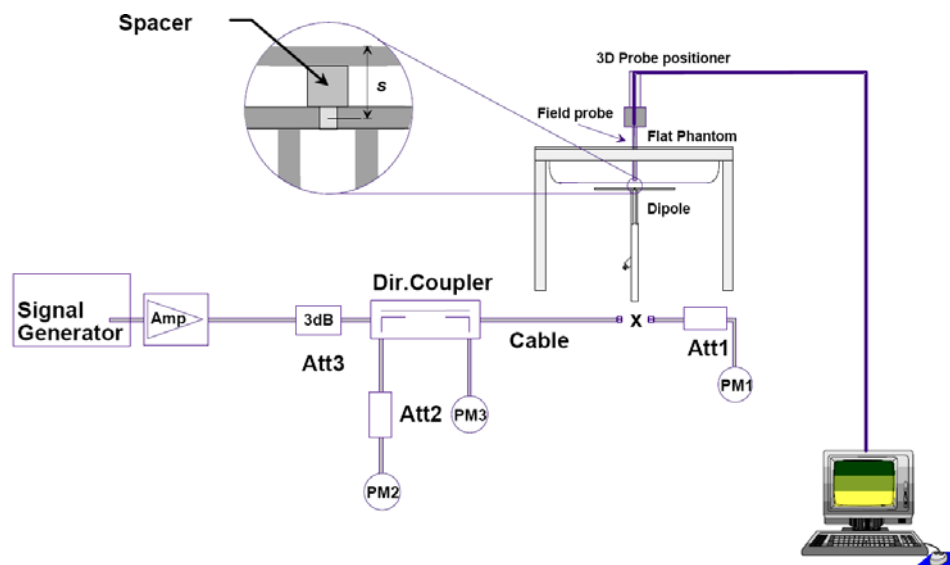 Spacer
s
3D Probe positioner
Field probe
Flat Phantom
Dipole
Dir.Coupler
Signal
Generator
Amp
3dB
Att3
Cable
x
Att1
PM1
Att2
PM3
PM2